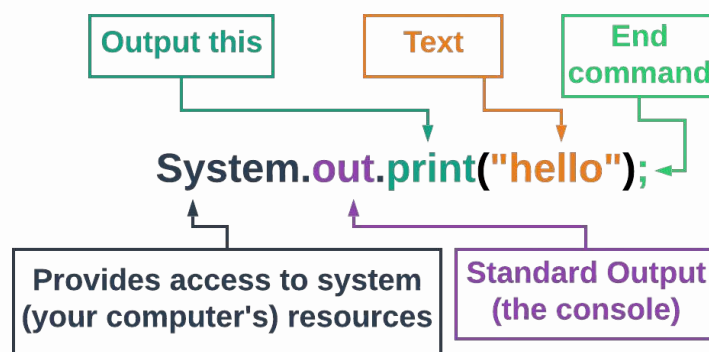 Output this
Text
End
command
System.out.print("hello");
Provides access to system
(your computer's) resources
Standard Output
(the console)